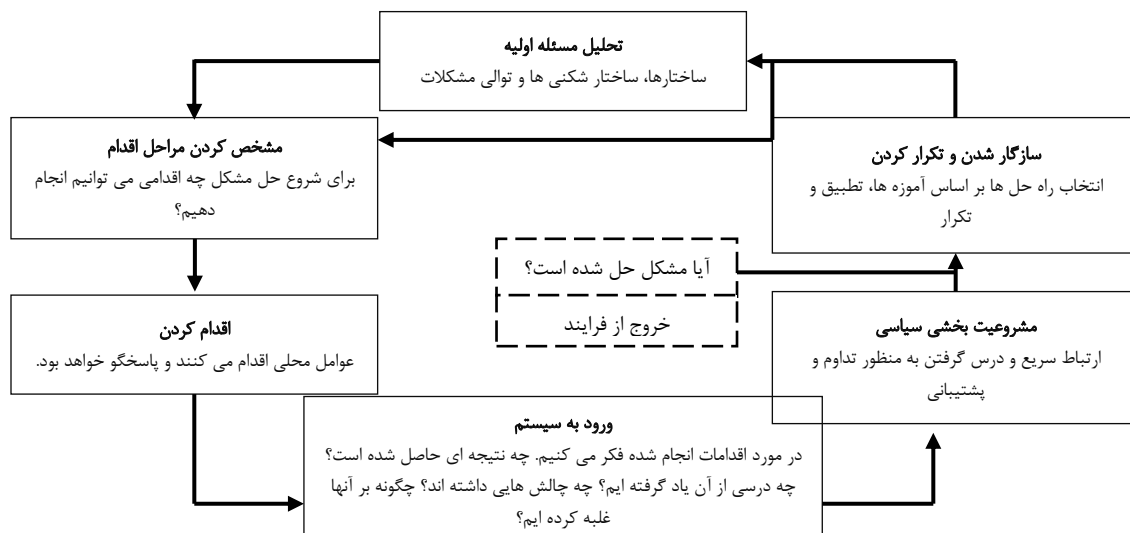 تحلیل مسئله اولیه
ساختارها، ساختار شکنی ها و توالی مشکلات
مشخص کردن مراحل اقدام
برای شروع حل مشکل چه اقدامی می توانیم انجام
دهیم؟
اقدام کردن
عوامل محلی اقدام می کنند و پاسخگو خواهد بود.
ورود به سیستم
در مورد اقدامات انجام شده فکر می کنیم. چه نتیجه ای حاصل شده است؟
چه درسی از آن یاد گرفته ایم؟ چه چالش هایی داشته اند؟ چگونه بر آنها
غلبه کرده ایم؟
مشروعیت بخشی سیاسی
ارتباط سریع و درس گرفتن به منظور تداوم و
پشتیبانی
سازگار شدن و تکرار کردن
انتخاب راه حل ها بر اساس آموزه ها، تطبیق و
تکرار
آیا مشکل حل شده است؟
خروج از فرایند